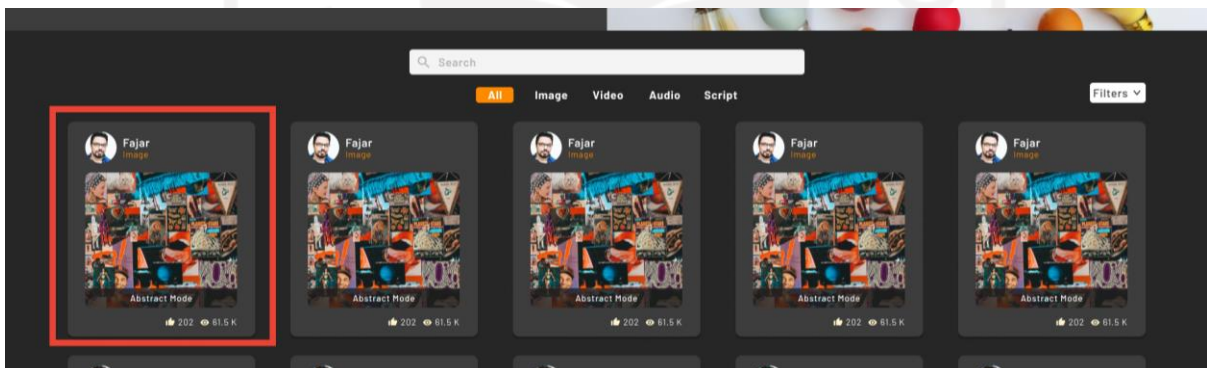 Search
All Image Video Audio Script
Filters
Fajar Fajar Fajar Fajar Fajar
Image Image Image Image Image
Abstract Mode Abstract Mode Abstract Mode Abstract Mode Abstract Mode
202 61.5 K 202 61.5 K 202 61.5 K 202 61.5 K 202 61.5 K